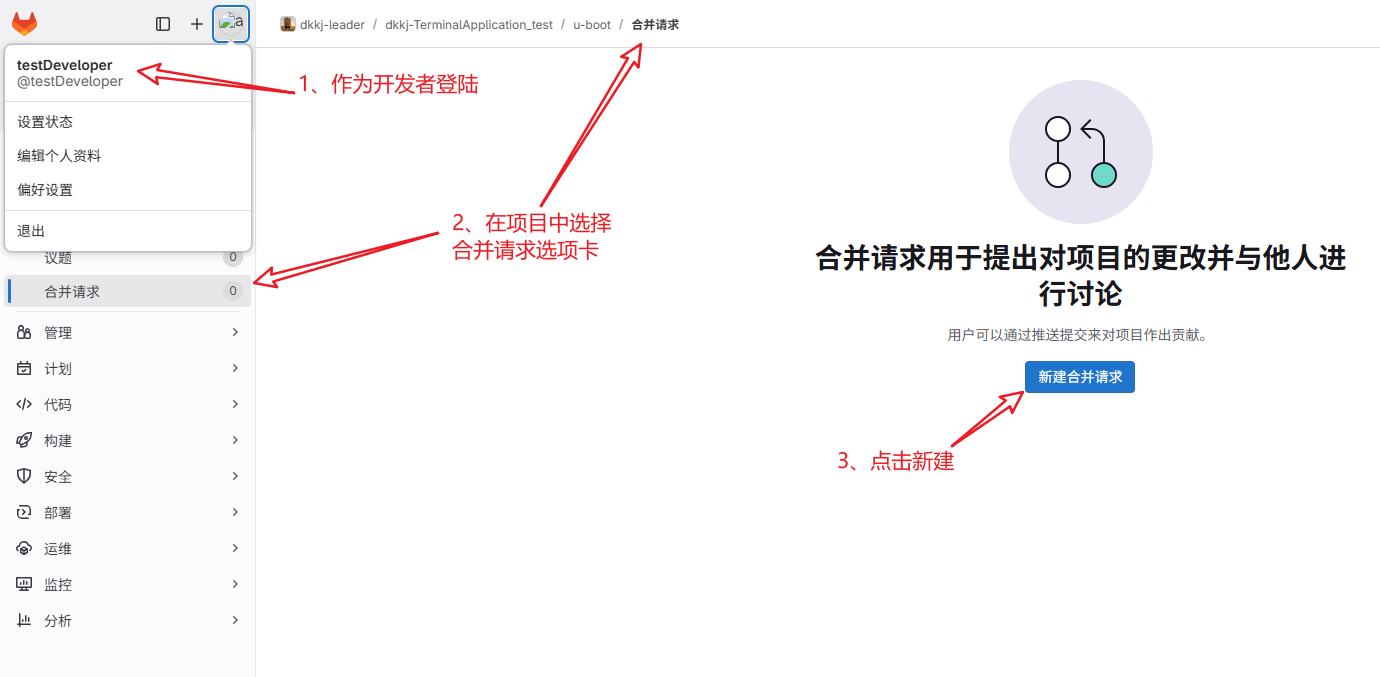 a
dkkj-leader / dkkj-TerminalApplication_test / u-boot / 合并请求
testDeveloper
@testDeveloper
设置状态
编辑个人资料
偏好设置
退出
议题 0
合并请求 0
管理
计划
代码
构建
安全
部署
运维
监控
分析
1、作为开发者登陆
2、在项目中选择
合并请求选项卡
合并请求用于提出对项目的更改并与他人进
行讨论
用户可以通过推送提交来对项目作出贡献。
新建合并请求
3、点击新建